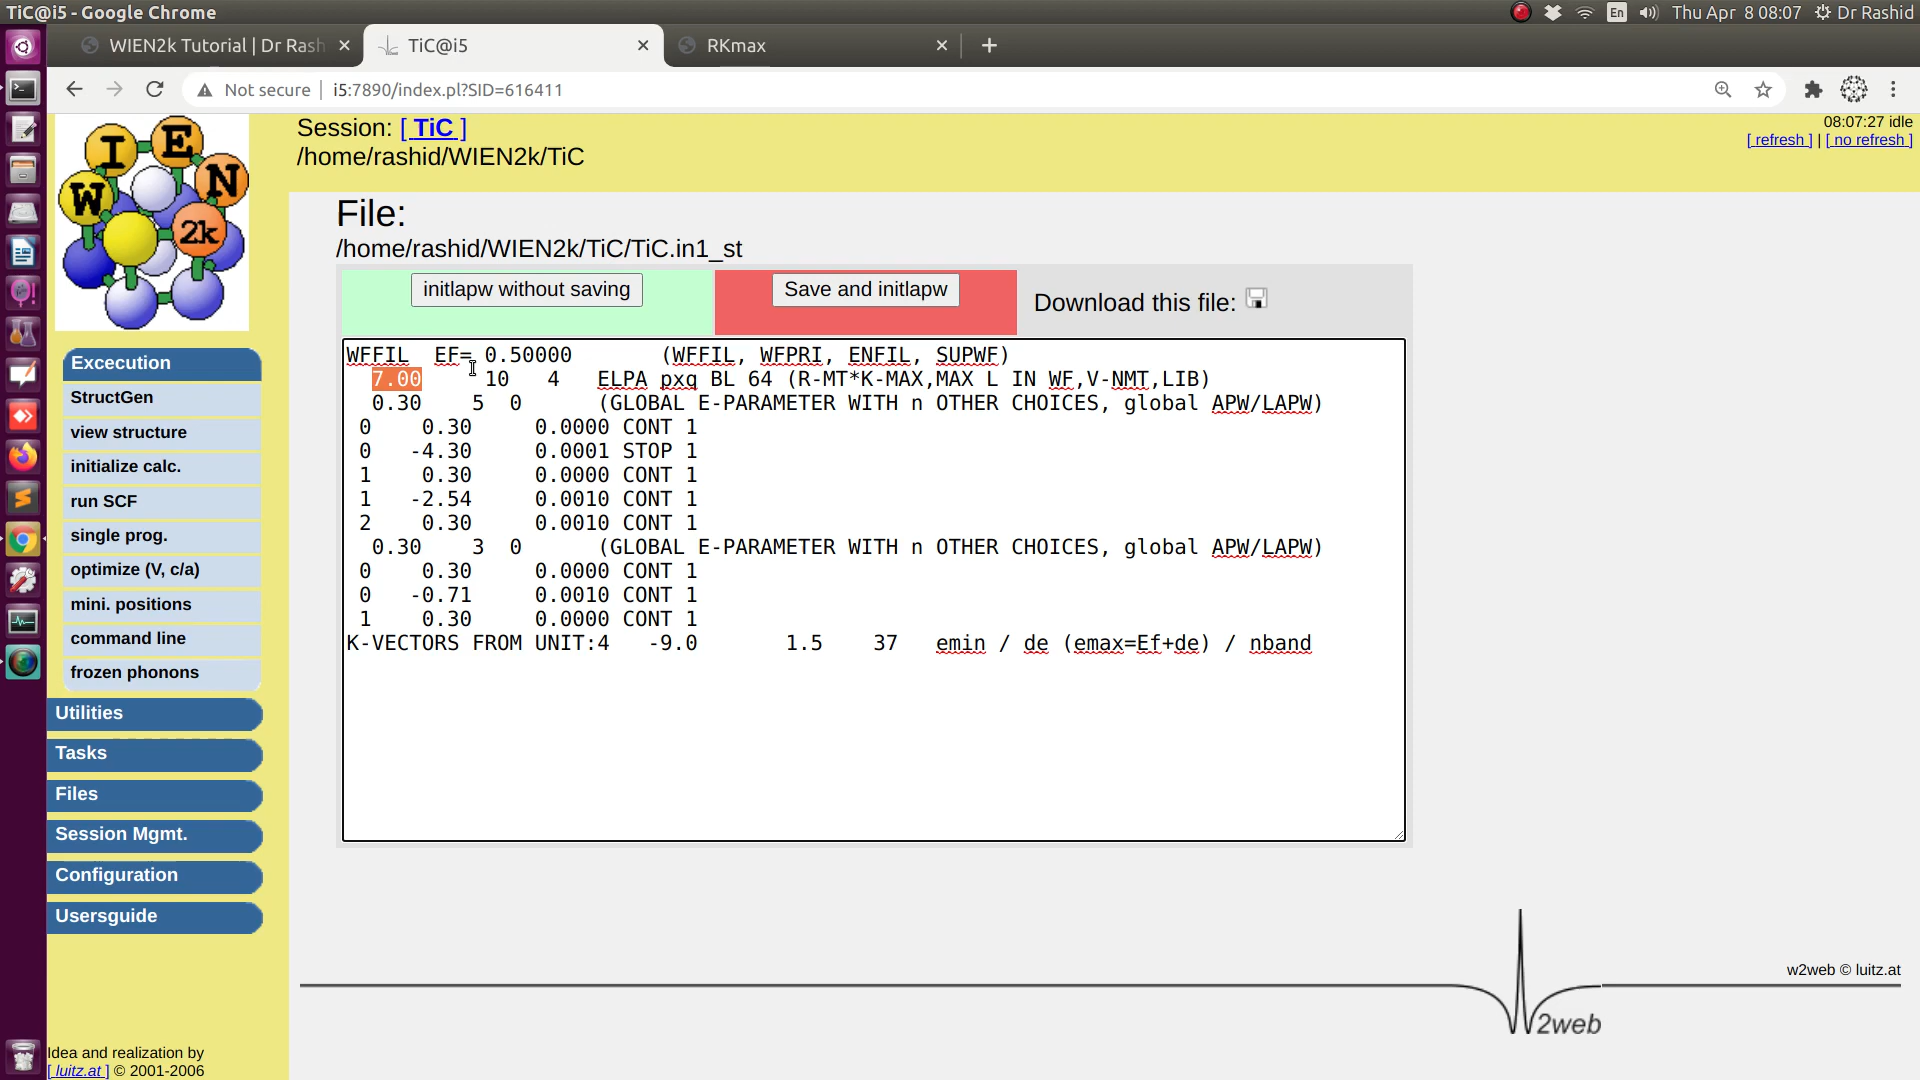 TiC@i5 - Google Chrome
En
Thu Apr  8 08:07
Dr Rashid
WIEN2k Tutorial | Dr Rash
TiC@i5
RKmax
Not secure | i5:7890/index.pl?SID=616411
WIEN
2k
Session: [ TiC ]
/home/rashid/WIEN2k/TiC
08:07:27 idle
[ refresh ] | [ no refresh ]
File:
/home/rashid/WIEN2k/TiC/TiC.in1_st
initlapw without saving
Save and initlapw
Download this file:
WFFIL  EF= 0.50000       (WFFIL, WFPRI, ENFIL, SUPWF)
  7.00     10   4   ELPA pxq BL 64 (R-MT*K-MAX,MAX L IN WF,V-NMT,LIB)
  0.30    5  0      (GLOBAL E-PARAMETER WITH n OTHER CHOICES, global APW/LAPW)
 0    0.30     0.0000 CONT 1
 0   -4.30     0.0001 STOP 1
 1    0.30     0.0000 CONT 1
 1   -2.54     0.0010 CONT 1
 2    0.30     0.0010 CONT 1
  0.30    3  0      (GLOBAL E-PARAMETER WITH n OTHER CHOICES, global APW/LAPW)
 0    0.30     0.0000 CONT 1
 0   -0.71     0.0010 CONT 1
 1    0.30     0.0000 CONT 1
K-VECTORS FROM UNIT:4   -9.0       1.5    37   emin / de (emax=Ef+de) / nband
Excecution
StructGen
view structure
initialize calc.
run SCF
single prog.
optimize (V, c/a)
mini. positions
command line
frozen phonons
Utilities
Tasks
Files
Session Mgmt.
Configuration
Usersguide
Idea and realization by
[ luitz.at ] © 2001-2006
w2web © luitz.at
2web